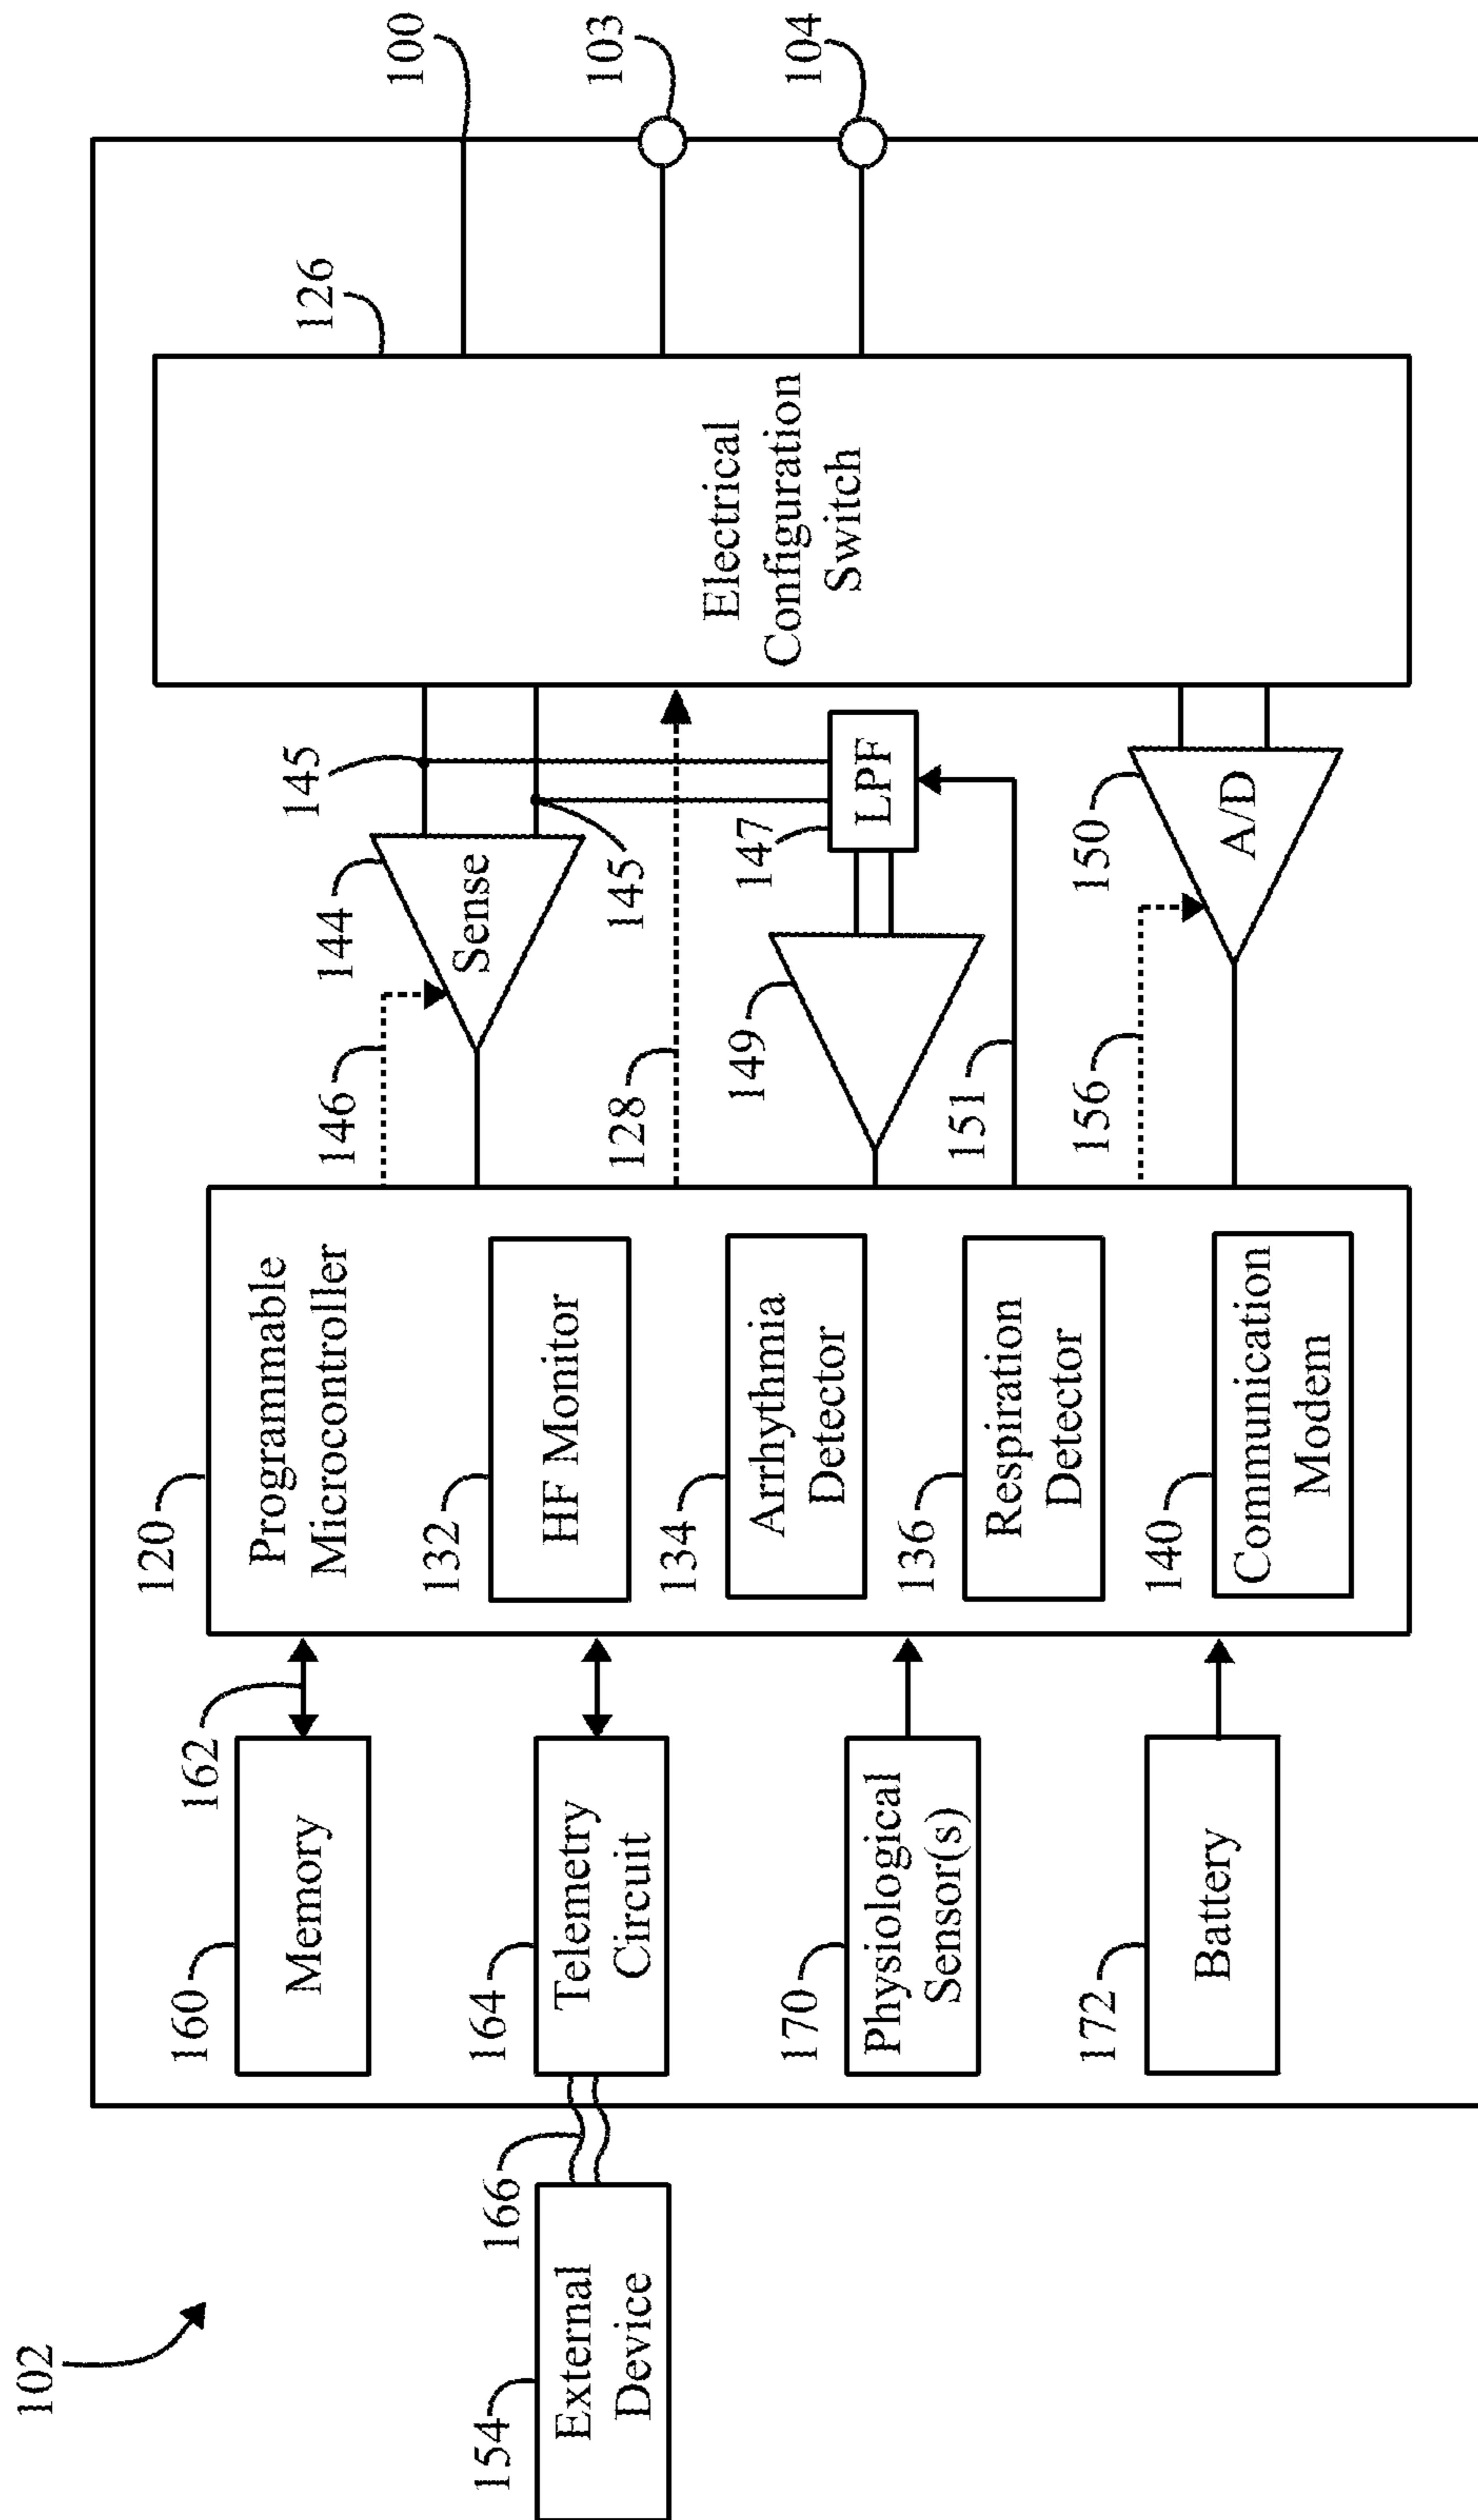 102
154
External
Device
166
160
Memory
162
164
Telemetry
Circuit
170
Physiological
Sensor(s)
172
Battery
120
Programmable
Microcontroller
132
HF Monitor
134
Arrhythmia
Detector
136
Respiration
Detector
140
Communication
Modem
146
144
Sense
145
145
128
147
LPF
149
151
156
150
A/D
126
Electrical
Configuration
Switch
100
103
104